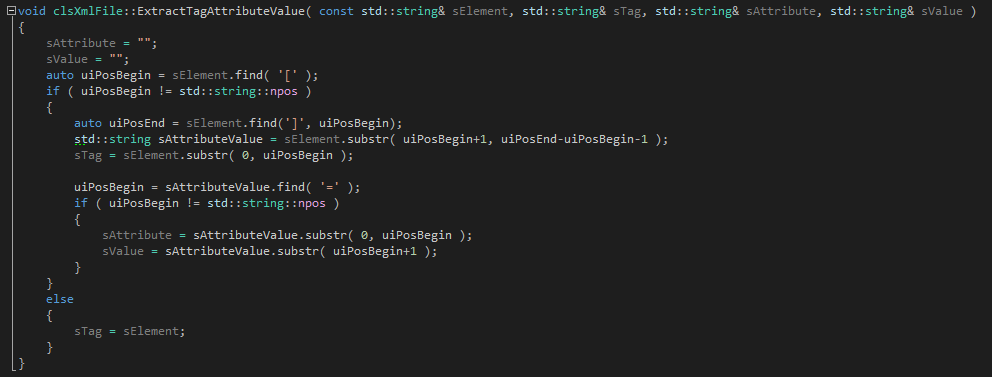 void clsXmlFile::ExtractTagAttributeValue( const std::string& sElement, std::string& sTag, std::string& sAttribute, std::string& sValue )
{
    sAttribute = "";
    sValue = "";
    auto uiPosBegin = sElement.find( '[' );
    if ( uiPosBegin != std::string::npos )
    {
        auto uiPosEnd = sElement.find(']', uiPosBegin);
        std::string sAttributeValue = sElement.substr( uiPosBegin+1, uiPosEnd-uiPosBegin-1 );
        sTag = sElement.substr( 0, uiPosBegin );

        uiPosBegin = sAttributeValue.find( '=' );
        if ( uiPosBegin != std::string::npos )
        {
            sAttribute = sAttributeValue.substr( 0, uiPosBegin );
            sValue = sAttributeValue.substr( uiPosBegin+1 );
        }
    }
    else
    {
        sTag = sElement;
    }
}